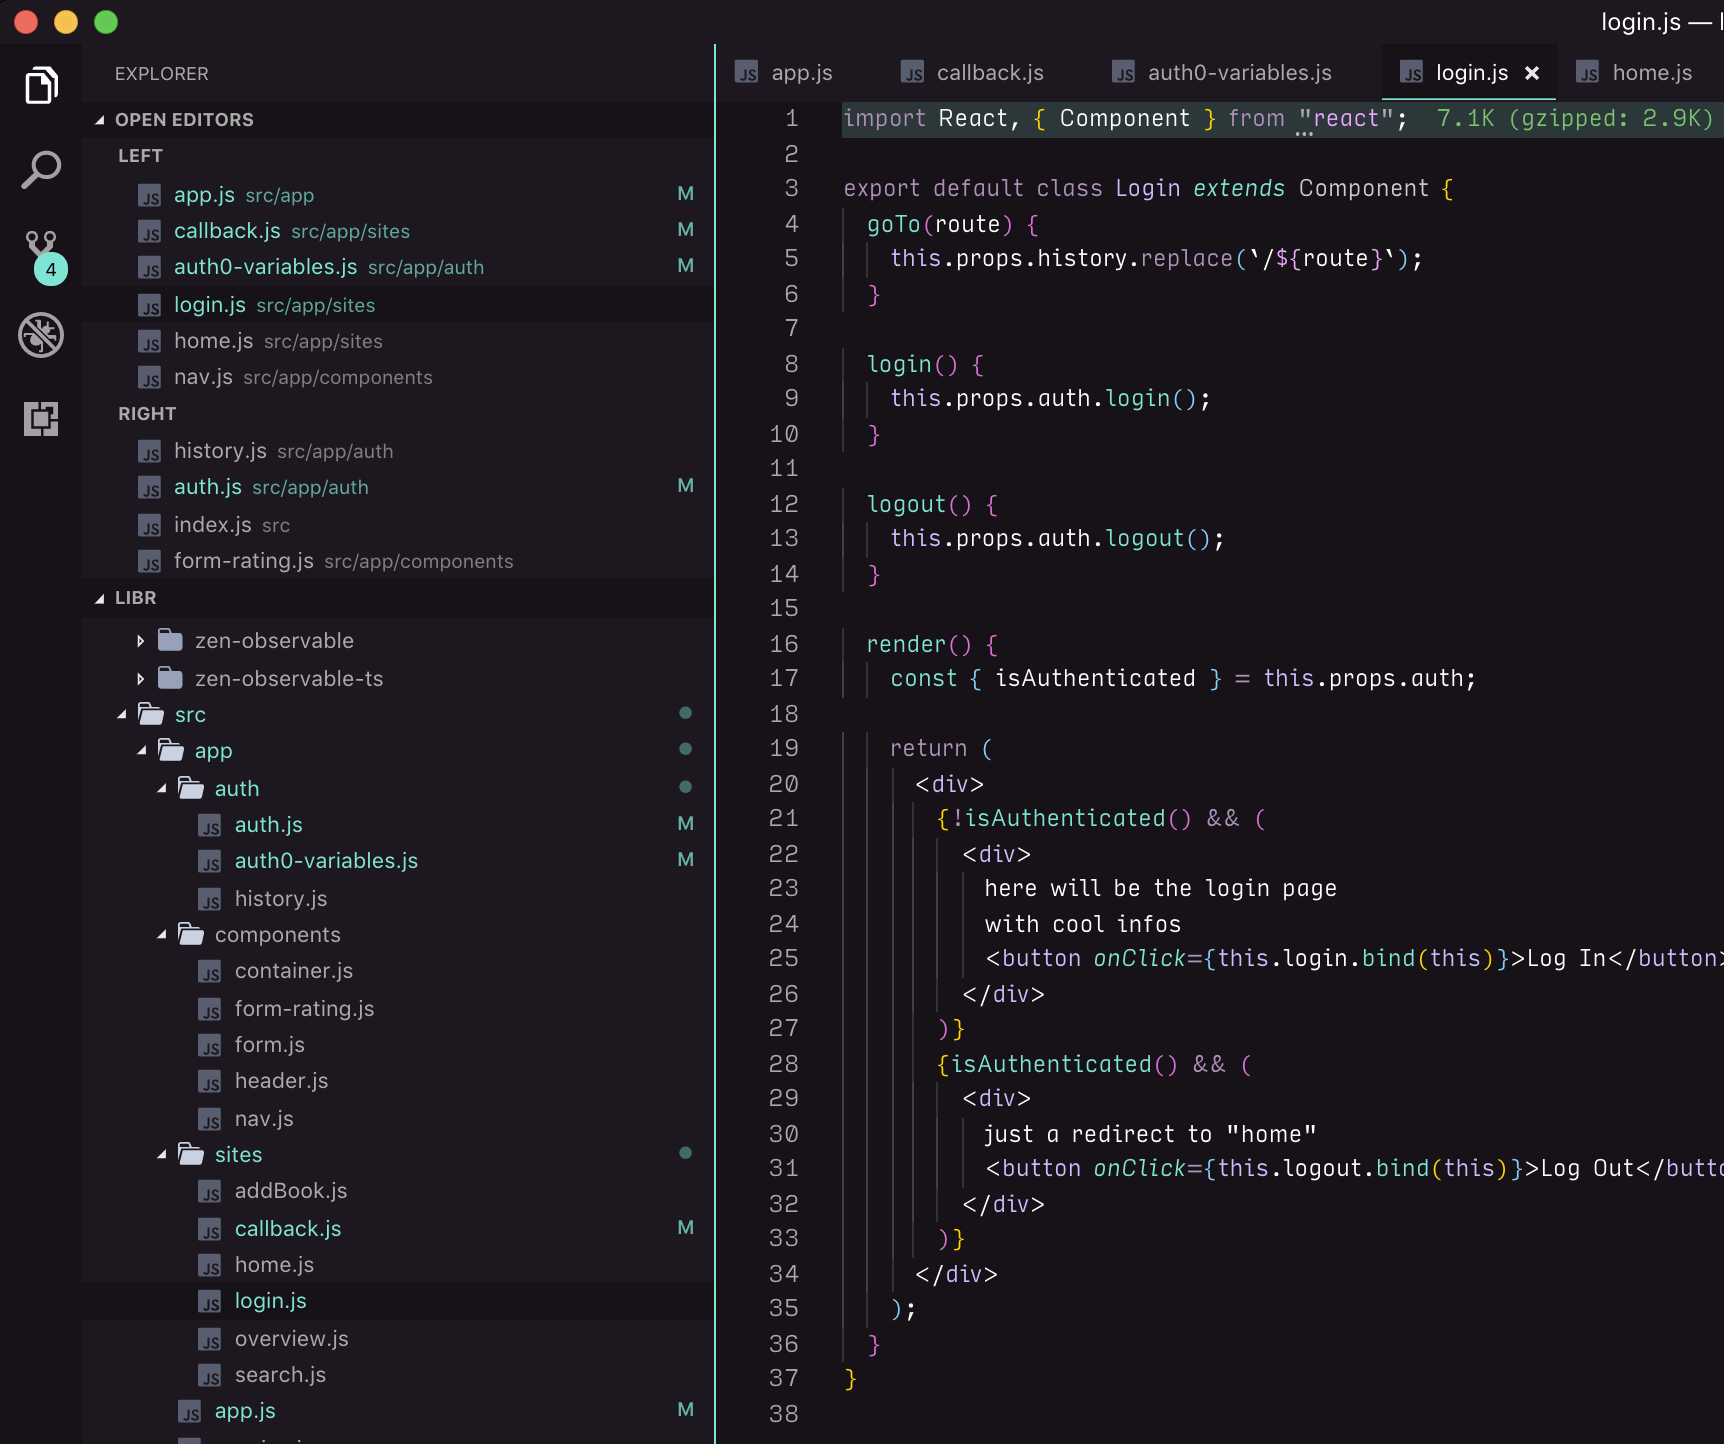 login.js —
EXPLORER
OPEN EDITORS
LEFT
JS app.js src/app M
JS callback.js src/app/sites M
JS auth0-variables.js src/app/auth M
JS login.js src/app/sites
JS home.js src/app/sites
JS nav.js src/app/components
RIGHT
JS history.js src/app/auth
JS auth.js src/app/auth M
JS index.js src
JS form-rating.js src/app/components
LIBR
zen-observable
zen-observable-ts
src
app
auth
JS auth.js M
JS auth0-variables.js M
JS history.js
components
JS container.js
JS form-rating.js
JS form.js
JS header.js
JS nav.js
sites
JS addBook.js
JS callback.js M
JS home.js
JS login.js
JS overview.js
JS search.js
JS app.js M
4
JS app.js JS callback.js JS auth0-variables.js JS login.js × JS home.js
1 import React, { Component } from "react"; 7.1K (gzipped: 2.9K)
2
3 export default class Login extends Component {
4 goTo(route) {
5 this.props.history.replace(`/${route}`);
6 }
7
8 login() {
9 this.props.auth.login();
10 }
11
12 logout() {
13 this.props.auth.logout();
14 }
15
16 render() {
17 const { isAuthenticated } = this.props.auth;
18
19 return (
20 <div>
21 {!isAuthenticated() && (
22 <div>
23 here will be the login page
24 with cool infos
25 <button onClick={this.login.bind(this)}>Log In</button>
26 </div>
27 )}
28 {isAuthenticated() && (
29 <div>
30 just a redirect to "home"
31 <button onClick={this.logout.bind(this)}>Log Out</butto
32 </div>
33 )}
34 </div>
35 );
36 }
37 }
38